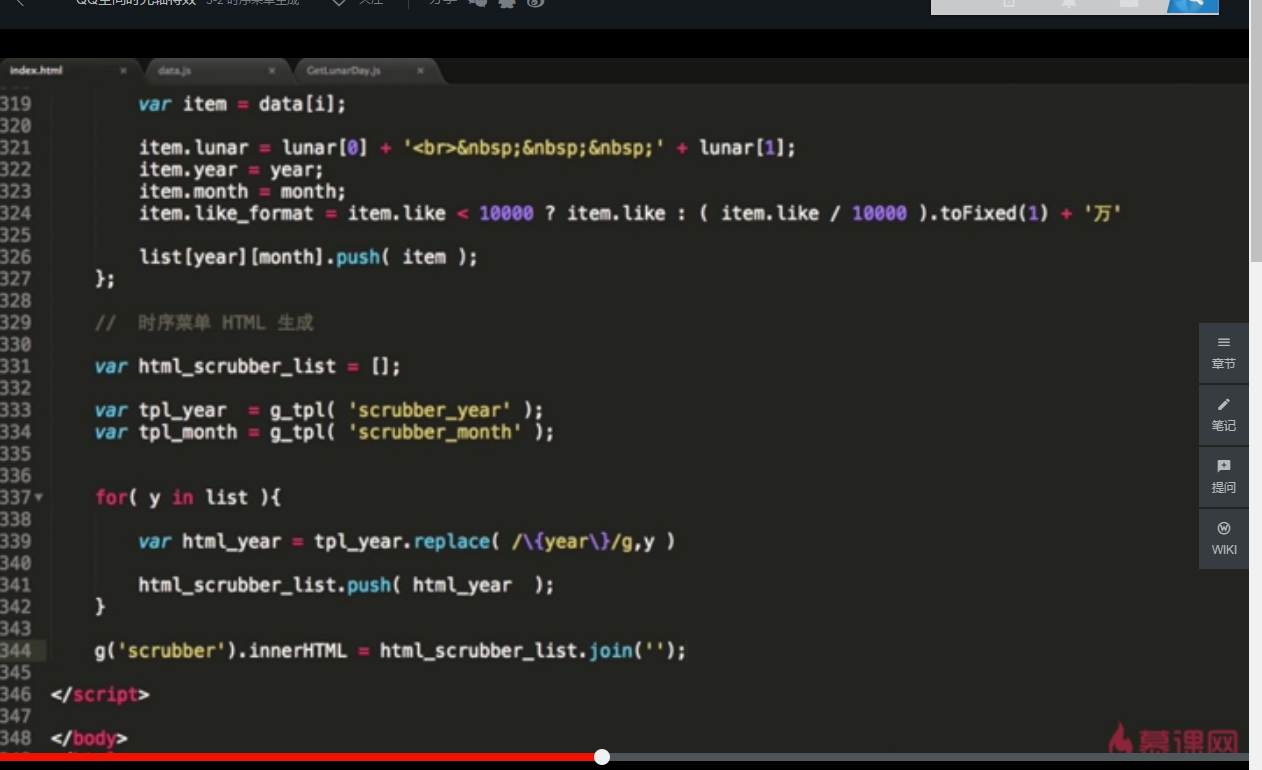 QQ空间时光轴特效 3-2 时序菜单生成 关注 分享
index.html × data.js × GetLunarDay.js ×
319 var item = data[i];
320
321 item.lunar = lunar[0] + '<br>&nbsp;&nbsp;&nbsp;' + lunar[1];
322 item.year = year;
323 item.month = month;
324 item.like_format = item.like < 10000 ? item.like : ( item.like / 10000 ).toFixed(1) + '万'
325
326 list[year][month].push( item );
327 };
328
329 // 时序菜单 HTML 生成
330
331 var html_scrubber_list = [];
332
333 var tpl_year = g_tpl( 'scrubber_year' );
334 var tpl_month = g_tpl( 'scrubber_month' );
335
336
337 for( y in list ){
338
339 var html_year = tpl_year.replace( /\{year\}/g,y )
340
341 html_scrubber_list.push( html_year );
342 }
343
344 g('scrubber').innerHTML = html_scrubber_list.join('');
345
346 </script>
347
348 </body>
章节
笔记
提问
WIKI
慕课网